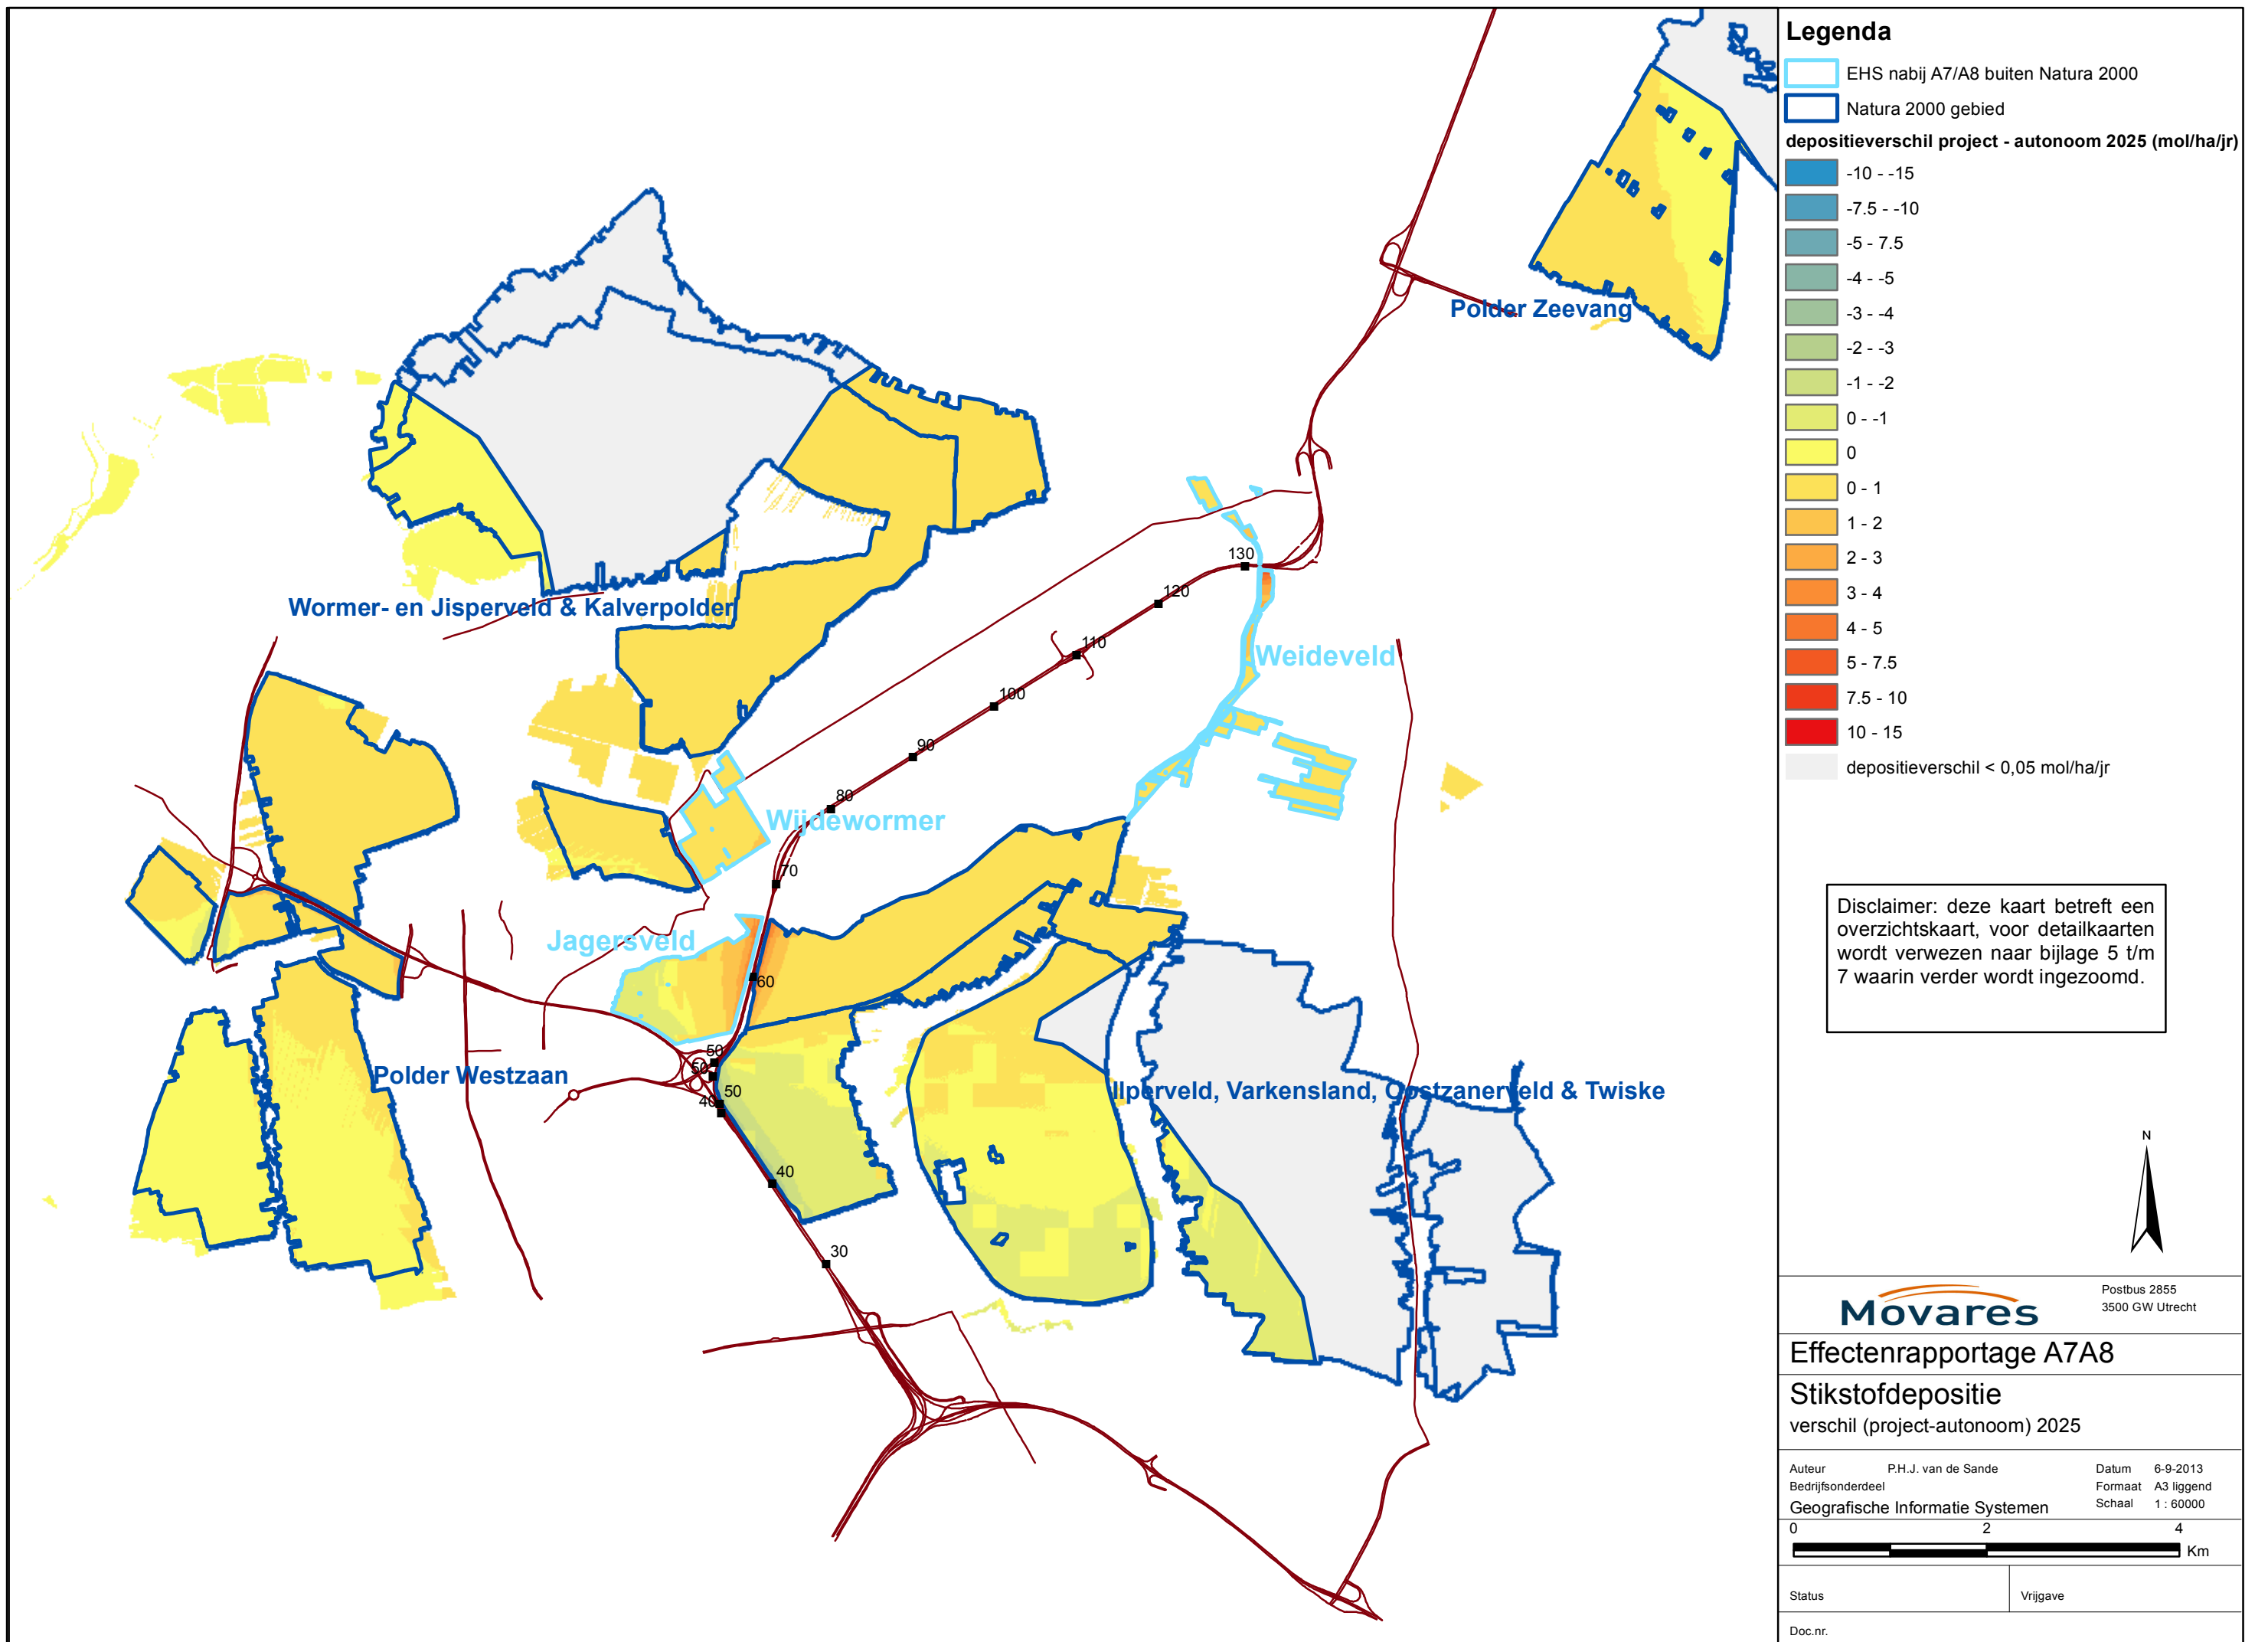 Legenda
EHS nabij A7/A8 buiten Natura 2000
Natura 2000 gebied
depositieverschil project - autonoom 2025 (mol/ha/jr)
-10 - -15
-7.5 - -10
-5 - 7.5
-4 - -5
-3 - -4
-2 - -3
-1 - -2
0 - -1
0
0 - 1
1 - 2
2 - 3
3 - 4
4 - 5
5 - 7.5
7.5 - 10
10 - 15
depositieverschil < 0,05 mol/ha/jr
Polder Zeevang
130
120
Wormer- en Jisperveld & Kalverpolder
110
Weideveld
100
90
80
Wijdewormer
70
Jagersveld
60
50
50
Polder Westzaan
50
40
Ilperveld, Varkensland, Oostzanerveld & Twiske
40
30
Disclaimer: deze kaart betreft een
overzichtskaart, voor detailkaarten
wordt verwezen naar bijlage 5 t/m
7 waarin verder wordt ingezoomd.
N
Movares
Postbus 2855
3500 GW Utrecht
Effectenrapportage A7A8
Stikstofdepositie
verschil (project-autonoom) 2025
Auteur P.H.J. van de Sande
Datum 6-9-2013
Bedrijfsonderdeel
Formaat A3 liggend
Geografische Informatie Systemen
Schaal 1 : 60000
0 2 4
Km
Status
Vrijgave
Doc.nr.